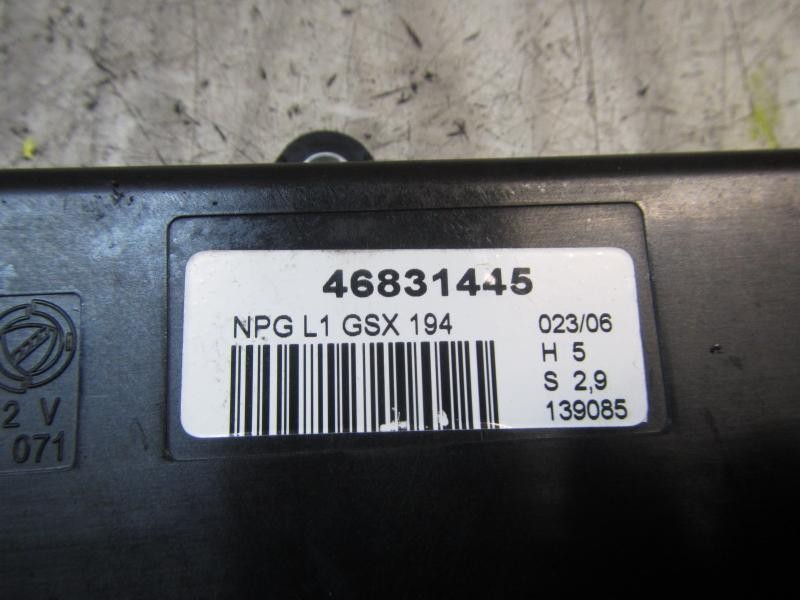 46831445
NPG L1 GSX 194
023/06
H 5
S 2,9
139085
2 V
071